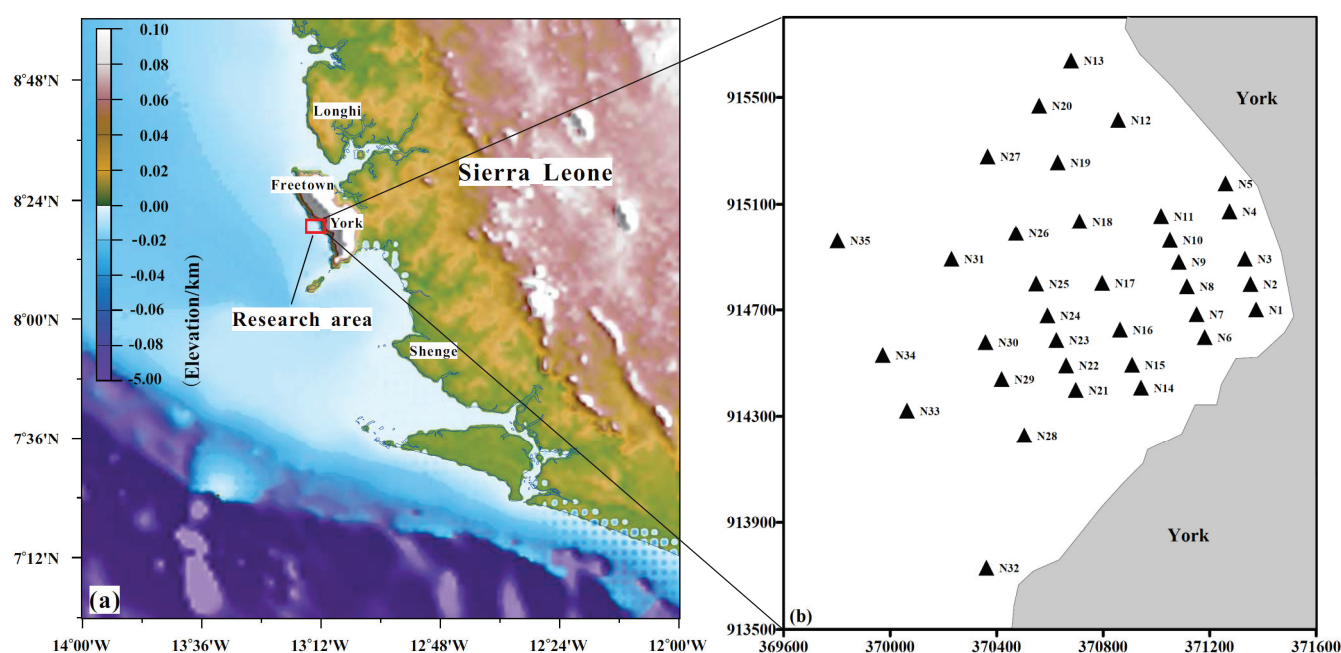 0.10
0.08
0.06
0.04
0.02
0.00
-0.02
-0.04
-0.06
-0.08
-5.00
(Elevation/km)
8°48'N
8°24'N
8°00'N
7°36'N
7°12'N
14°00'W
13°36'W
13°12'W
12°48'W
12°24'W
12°00'W
Longhi
Freetown
Sierra Leone
York
Research area
Shenge
(a)
915500
915100
914700
914300
913900
913500
369600
370000
370400
370800
371200
371600
York
N13
N20
N12
N27
N19
N5
N4
N11
N18
N26
N10
N35
N31
N9
N3
N25
N17
N8
N2
N24
N7
N1
N16
N6
N23
N30
N34
N22
N15
N29
N21
N14
N33
N28
N32
York
(b)